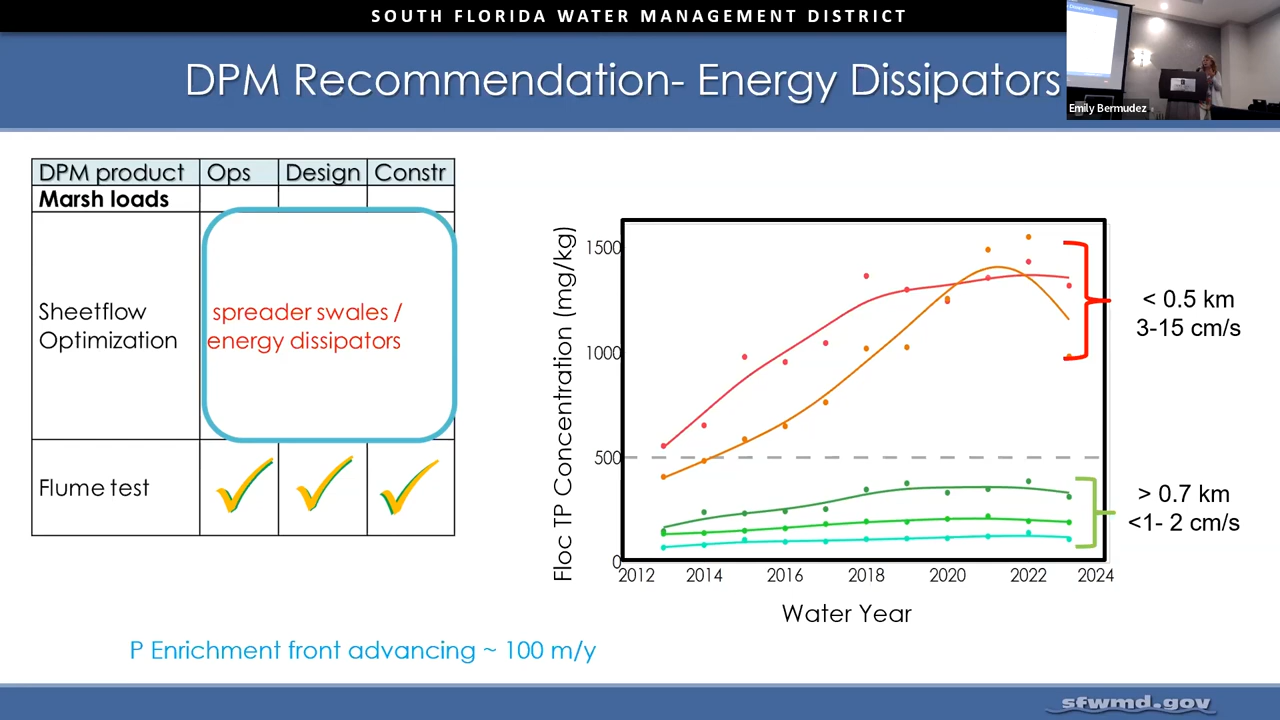 SOUTH FLORIDA WATER MANAGEMENT DISTRICT
DPM Recommendation- Energy Dissipators
Emily Bermudez
DPM product Ops Design Constr
Marsh loads
Sheetflow
Optimization
spreader swales /
energy dissipators
Flume test
Floc TP Concentration (mg/kg)
1500
1000
500
0
2012 2014 2016 2018 2020 2022 2024
Water Year
< 0.5 km
3-15 cm/s
> 0.7 km
<1- 2 cm/s
P Enrichment front advancing ~ 100 m/y
sfwmd.gov